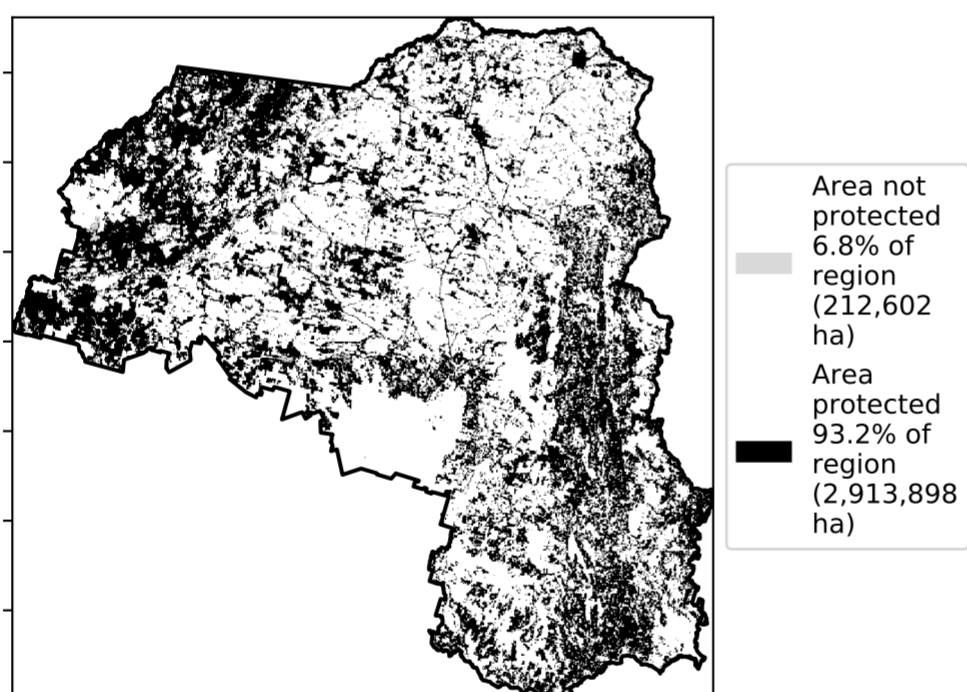 Area not
protected
6.8% of
region
(212,602
ha)
Area
protected
93.2% of
region
(2,913,898
ha)